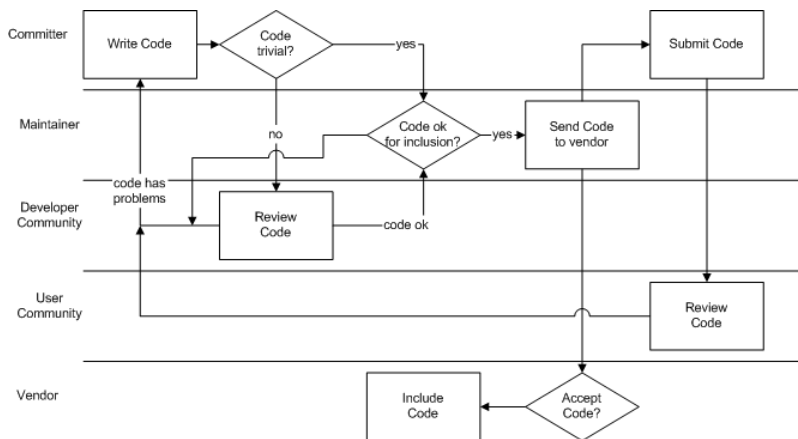 Committer
Write Code
Code
trivial?
yes
Submit Code
Maintainer
no
Code ok
for inclusion?
yes
Send Code
to vendor
code has
problems
Developer
Community
Review
Code
code ok
User
Community
Review
Code
Vendor
Include
Code
Accept
Code?